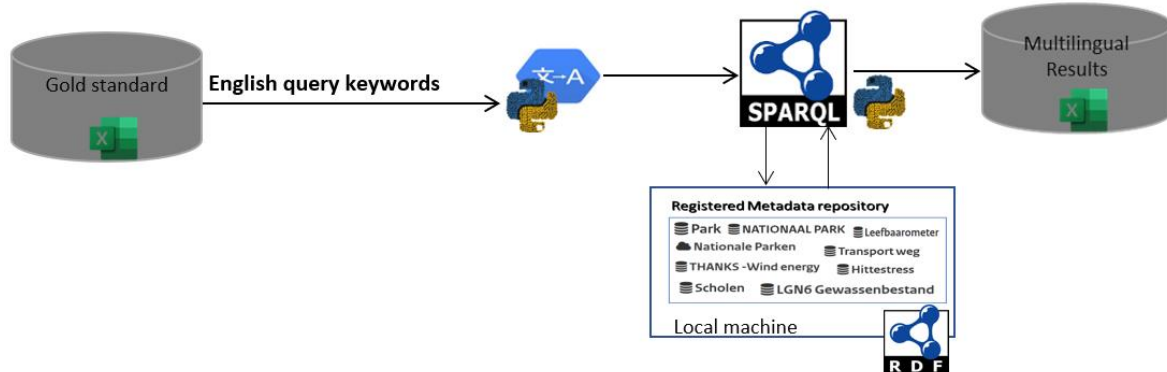 Gold standard
X
English query keywords
文→A
SPARQL
Multilingual
Results
X
Registered Metadata repository
Park NATIONAAL PARK Leefbaarometer
Nationale Parken Transport weg
THANKS -Wind energy Hittestress
Scholen LGN6 Gewassenbestand
Local machine
RDF